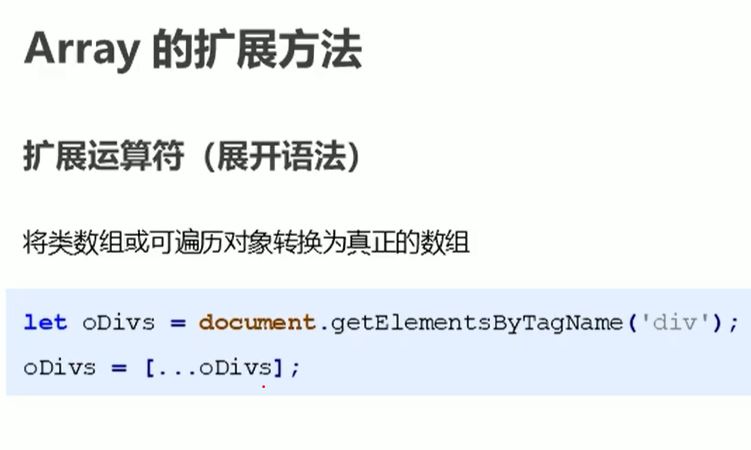 Array 的扩展方法
扩展运算符（展开语法）
将类数组或可遍历对象转换为真正的数组
let oDivs = document.getElementsByTagName('div');
oDivs = [...oDivs];